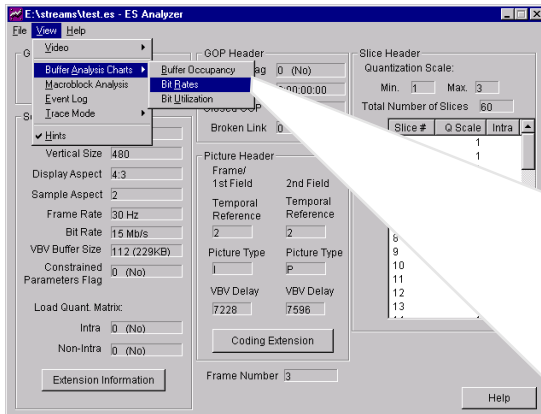 E:\streams\test.es - ES Analyzer
File View Help
Video
Buffer Analysis Charts
Macroblock Analysis
Event Log
Trace Mode
Hints
Buffer Occupancy
Bit Rates
Bit Utilization
Vertical Size 480
Display Aspect 4:3
Sample Aspect 2
Frame Rate 30 Hz
Bit Rate 15 Mb/s
VBV Buffer Size 112 (229KB)
Constrained Parameters Flag 0 (No)
Load Quant. Matrix:
Intra 0 (No)
Non-Intra 0 (No)
Extension Information
GOP Header
0 (No)
Broken Link 0
Picture Header
Frame/
1st Field 2nd Field
Temporal Temporal
Reference Reference
2 2
Picture Type Picture Type
I P
VBV Delay VBV Delay
7228 7596
Coding
Extension
Frame Number 3
Slice Header
Quantization Scale:
Min. 1 Max. 3
Total Number of Slices 60
Slice # Q Scale Intra
1
1
8
9
10
11
12
13
Help